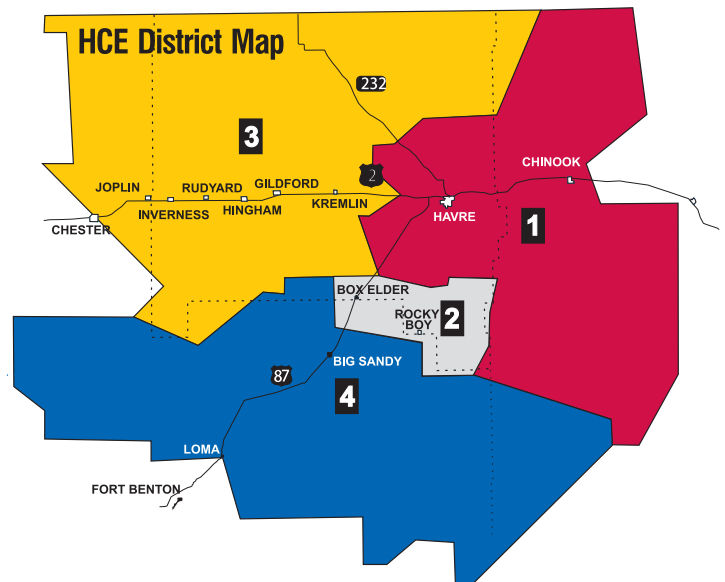 HCE District Map
232
3
2
CHINOOK
JOPLIN
RUDYARD
GILDFORD
KREMLIN
INVERNESS
HINGHAM
HAVRE
CHESTER
1
BOX ELDER
2
ROCKY
BOY
BIG SANDY
87
4
LOMA
FORT BENTON